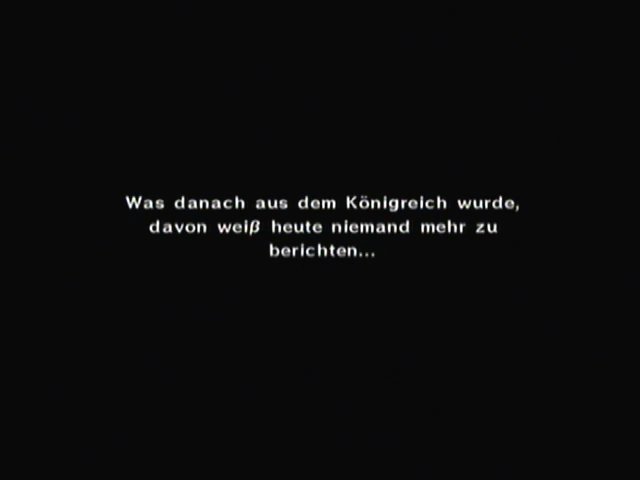 Was danach aus dem Königreich wurde,
davon weiß heute niemand mehr zu
berichten...